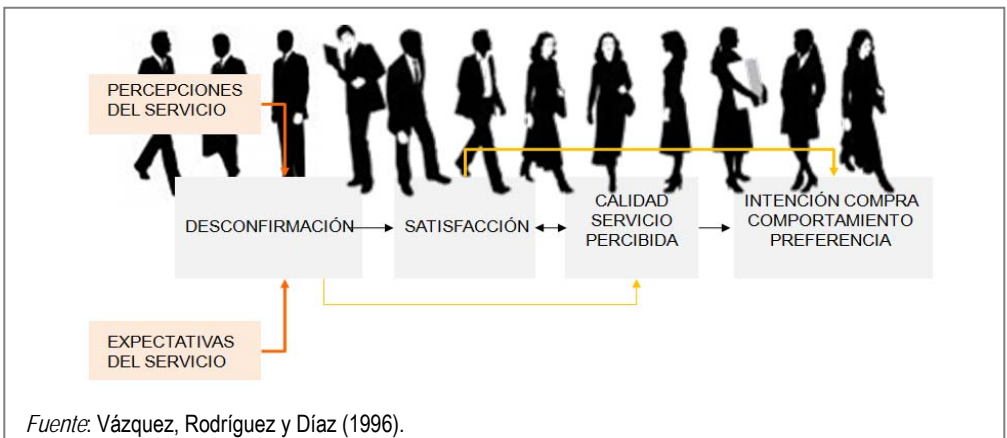 PERCEPCIONES
DEL SERVICIO
DESCONFIRMACIÓN
SATISFACCIÓN
CALIDAD
SERVICIO
PERCIBIDA
INTENCIÓN COMPRA
COMPORTAMIENTO
PREFERENCIA
EXPECTATIVAS
DEL SERVICIO
Fuente: Vázquez, Rodríguez y Díaz (1996).